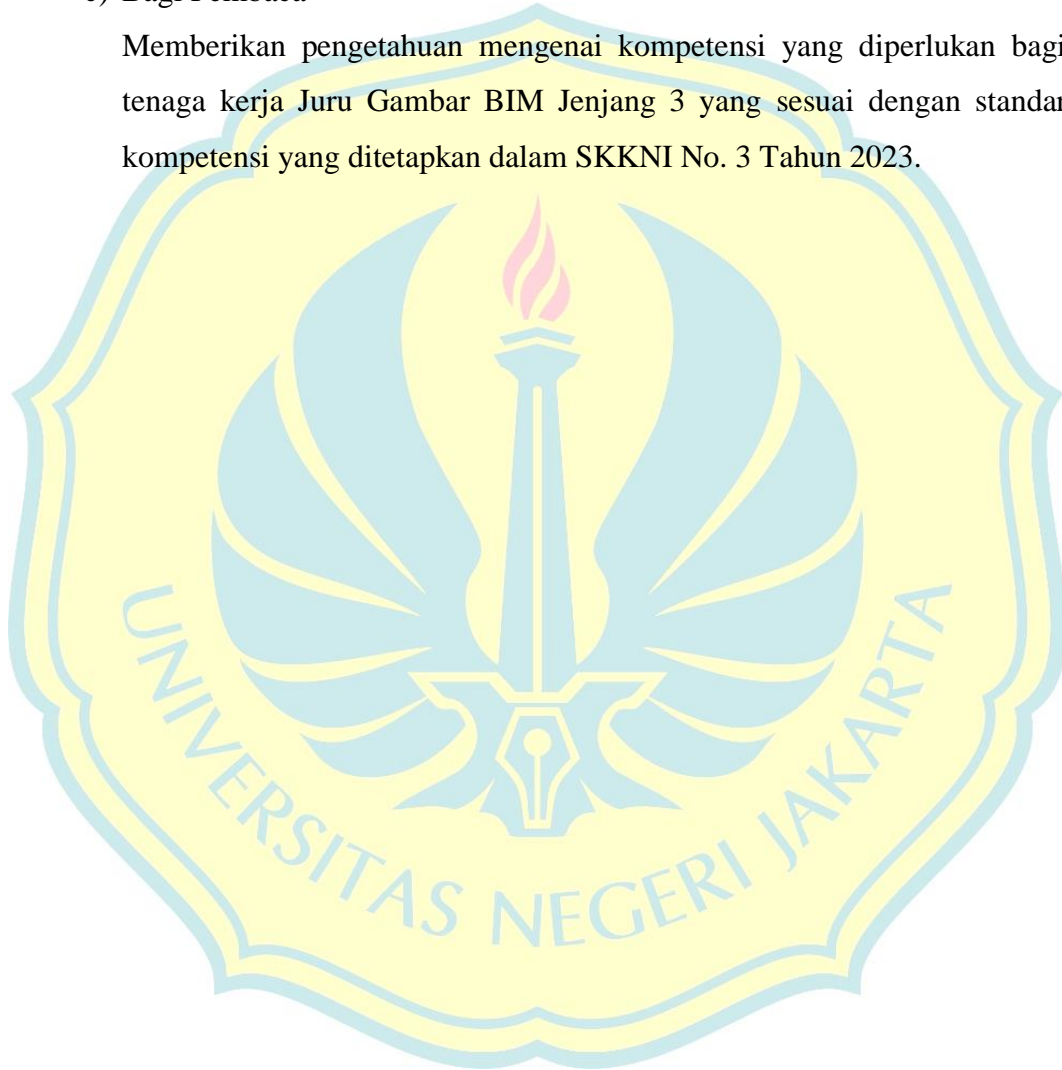 Memberikan pengetahuan mengenai kompetensi yang diperlukan bagi
tenaga kerja Juru Gambar BIM Jenjang 3 yang sesuai dengan standar
kompetensi yang ditetapkan dalam SKKNI No. 3 Tahun 2023.
UNIVERSITAS NEGERI JAKARTA